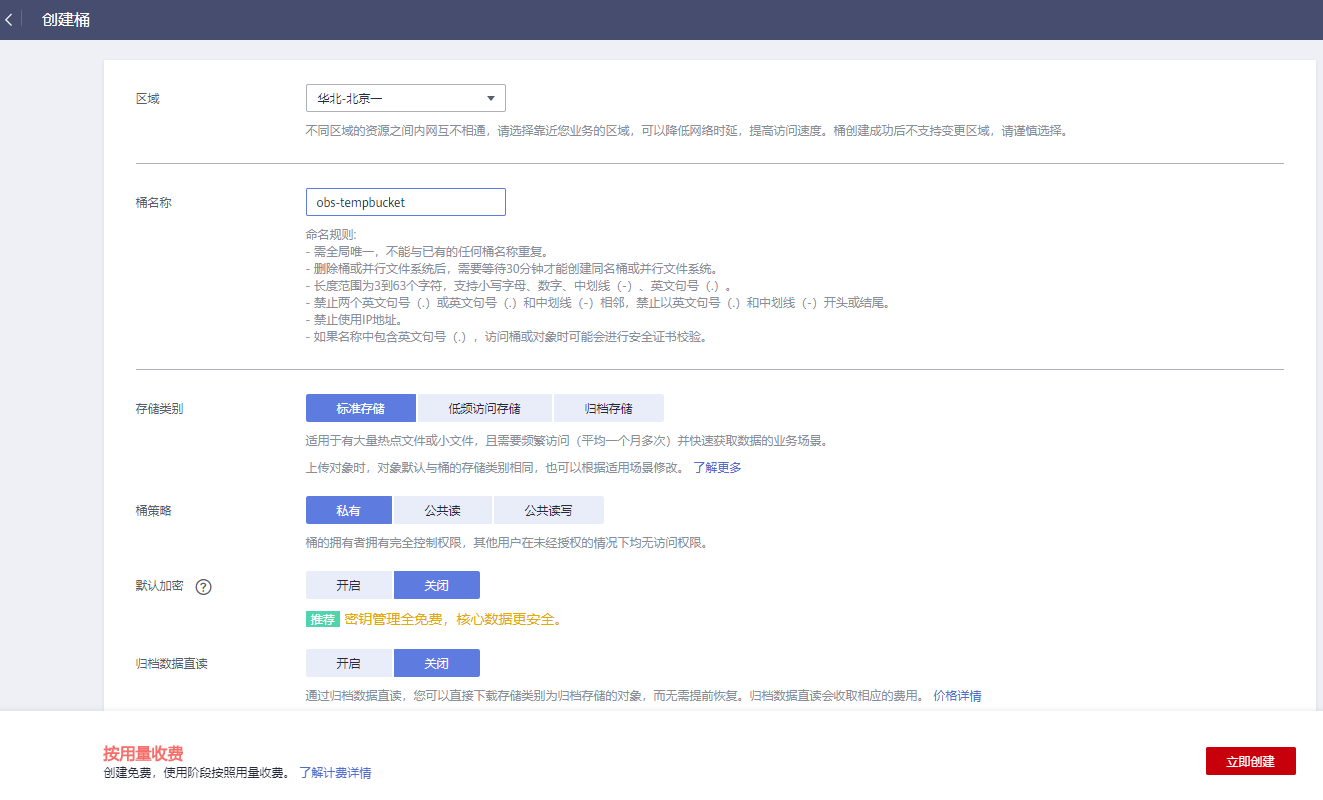 创建桶
区域
华北-北京一
不同区域的资源之间内网互不相通，请选择靠近您业务的区域，可以降低网络时延，提高访问速度。桶创建成功后不支持变更区域，请谨慎选择。
桶名称
obs-tempbucket
命名规则:
- 需全局唯一，不能与已有的任何桶名称重复。
- 删除桶或并行文件系统后，需要等待30分钟才能创建同名桶或并行文件系统。
- 长度范围为3到63个字符，支持小写字母、数字、中划线（-）、英文句号（.）。
- 禁止两个英文句号（.）或英文句号（.）和中划线（-）相邻，禁止以英文句号（.）和中划线（-）开头或结尾。
- 禁止使用IP地址。
- 如果名称中包含英文句号（.），访问桶或对象时可能会进行安全证书校验。
存储类别
标准存储 低频访问存储 归档存储
适用于有大量热点文件或小文件，且需要频繁访问（平均一个月多次）并快速获取数据的业务场景。
上传对象时，对象默认与桶的存储类别相同，也可以根据适用场景修改。 了解更多
桶策略
私有 公共读 公共读写
桶的拥有者拥有完全控制权限，其他用户在未经授权的情况下均无访问权限。
默认加密 ?
开启 关闭
推荐 密钥管理全免费，核心数据更安全。
归档数据直读
开启 关闭
通过归档数据直读，您可以直接下载存储类别为归档存储的对象，而无需提前恢复。归档数据直读会收取相应的费用。 价格详情
按用量收费
创建免费，使用阶段按照用量收费。 了解计费详情
立即创建